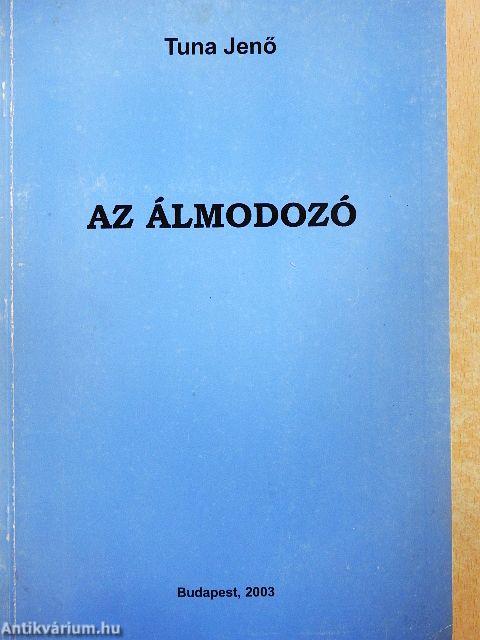 Tuna Jenő
AZ ÁLMODOZÓ
Budapest, 2003
Antikvárium.hu